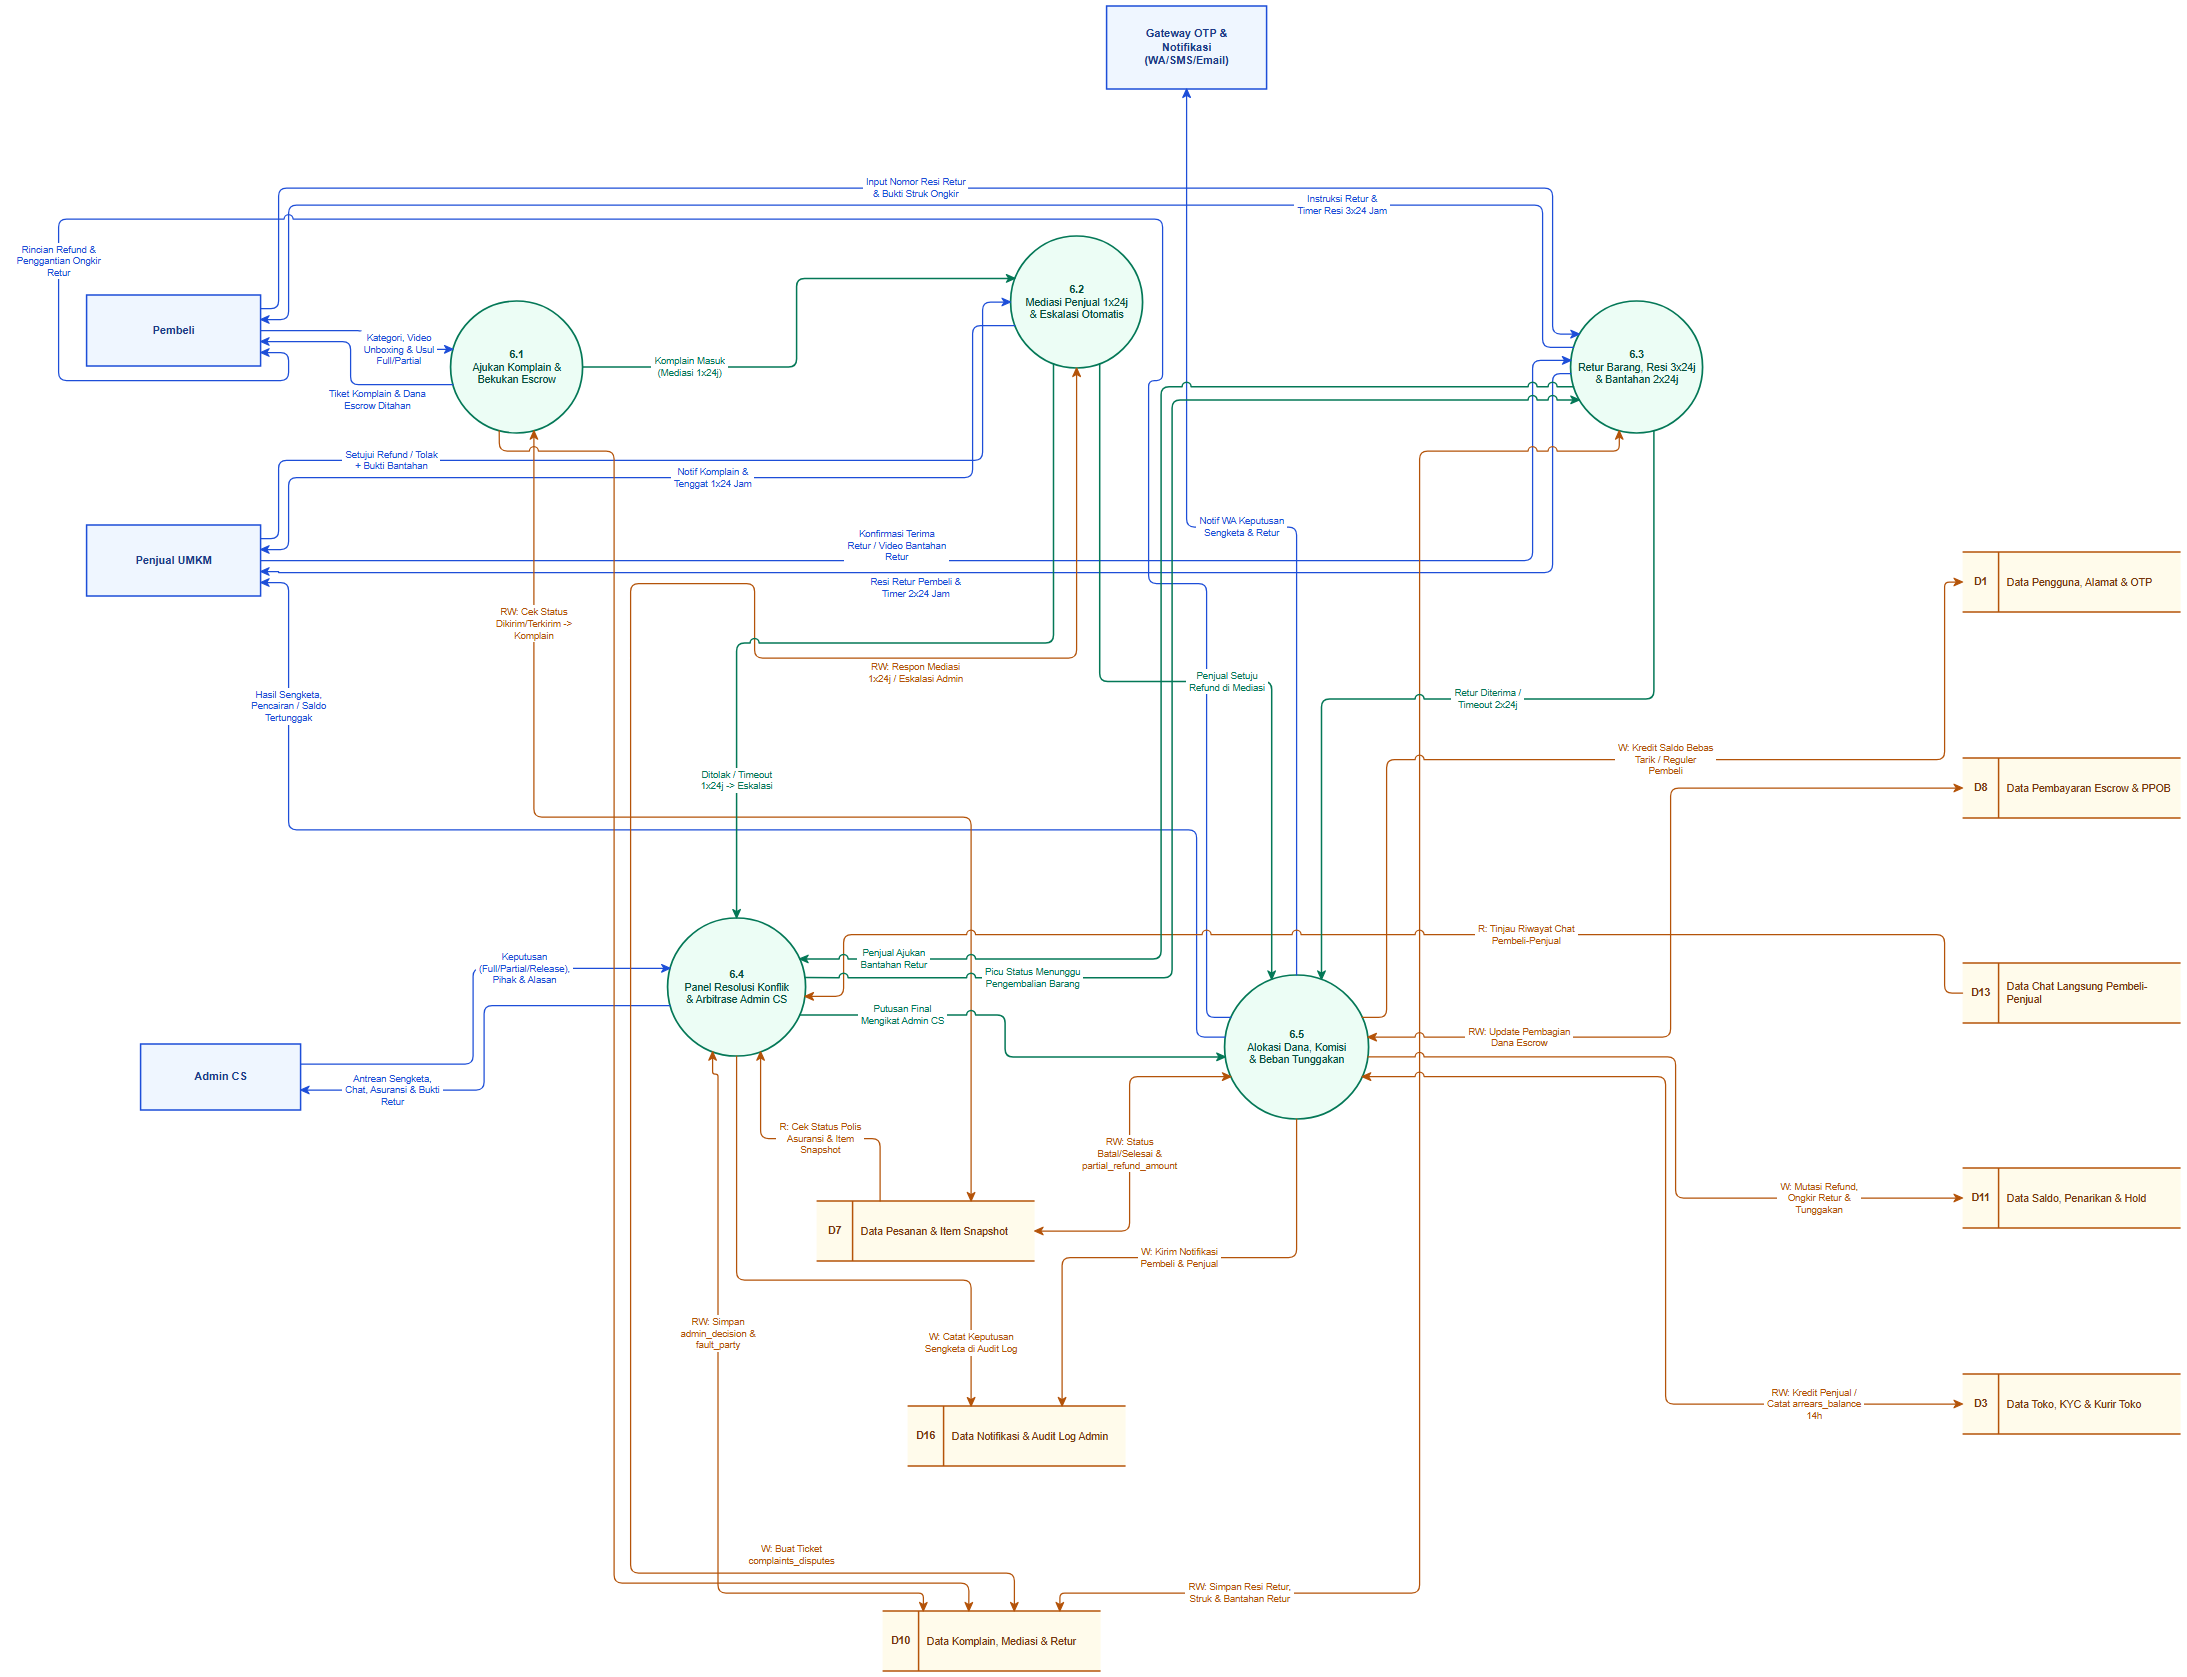 Gateway OTP &
Notifikasi
(WA/SMS/Email)
Input Nomor Resi Retur
& Bukti Struk Ongkir
Instruksi Retur &
Timer Resi 3x24 Jam
Rincian Refund &
Penggantian Ongkir
Retur
Pembeli
Kategori, Video
Unboxing & Usul
Full/Partial
Tiket Komplain & Dana
Escrow Ditahan
6.1
Ajukan Komplain &
Bekukan Escrow
Komplain Masuk
(Mediasi 1x24j)
6.2
Mediasi Penjual 1x24j
& Eskalasi Otomatis
6.3
Retur Barang, Resi 3x24j
& Bantahan 2x24j
Setujui Refund / Tolak
+ Bukti Bantahan
Notif Komplain &
Tenggat 1x24 Jam
Penjual UMKM
Konfirmasi Terima
Retur / Video Bantahan
Retur
Resi Retur Pembeli &
Timer 2x24 Jam
Notif WA Keputusan
Sengketa & Retur
D1
Data Pengguna, Alamat & OTP
RW: Cek Status
Dikirim/Terkirim ->
Komplain
RW: Respon Mediasi
1x24j / Eskalasi Admin
Penjual Setuju
Refund di Mediasi
Retur Diterima /
Timeout 2x24j
Hasil Sengketa,
Pencairan / Saldo
Tertunggak
Ditolak / Timeout
1x24j -> Eskalasi
W: Kredit Saldo Bebas
Tarik / Reguler
Pembeli
D8
Data Pembayaran Escrow & PPOB
R: Tinjau Riwayat Chat
Pembeli-Penjual
Keputusan
(Full/Partial/Release),
Pihak & Alasan
6.4
Panel Resolusi Konflik
& Arbitrase Admin CS
Penjual Ajukan
Bantahan Retur
Picu Status Menunggu
Pengembalian Barang
Putusan Final
Mengikat Admin CS
D13
Data Chat Langsung Pembeli-
Penjual
6.5
Alokasi Dana, Komisi
& Beban Tunggakan
RW: Update Pembagian
Dana Escrow
Admin CS
Antrean Sengketa,
Chat, Asuransi & Bukti
Retur
R: Cek Status Polis
Asuransi & Item
Snapshot
RW: Status
Batal/Selesai &
partial_refund_amount
W: Mutasi Refund,
Ongkir Retur &
Tunggakan
D11
Data Saldo, Penarikan & Hold
D7
Data Pesanan & Item Snapshot
W: Kirim Notifikasi
Pembeli & Penjual
RW: Simpan
admin_decision &
fault_party
W: Catat Keputusan
Sengketa di Audit Log
RW: Kredit Penjual /
Catat arrears_balance
14h
D3
Data Toko, KYC & Kurir Toko
D16
Data Notifikasi & Audit Log Admin
W: Buat Ticket
complaints_disputes
RW: Simpan Resi Retur,
Struk & Bantahan Retur
D10
Data Komplain, Mediasi & Retur